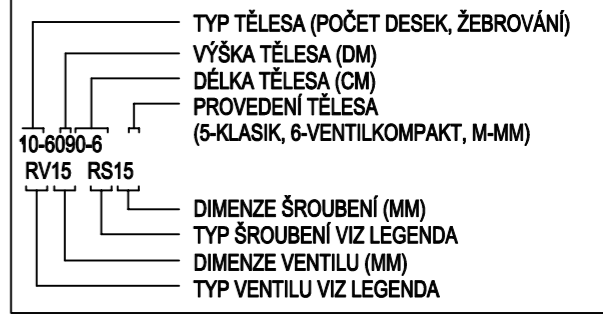 TYP TĚLESA (POČET DESEK, ŽEBROVÁNÍ)
VÝŠKA TĚLESA (DM)
DÉLKA TĚLESA (CM)
PROVEDENÍ TĚLESA
(5-KLASIK, 6-VENTILKOMPAKT, M-MM)
10-6090-6
RV15 RS15
DIMENZE ŠROUBENÍ (MM)
TYP ŠROUBENÍ VIZ LEGENDA
DIMENZE VENTILU (MM)
TYP VENTILU VIZ LEGENDA